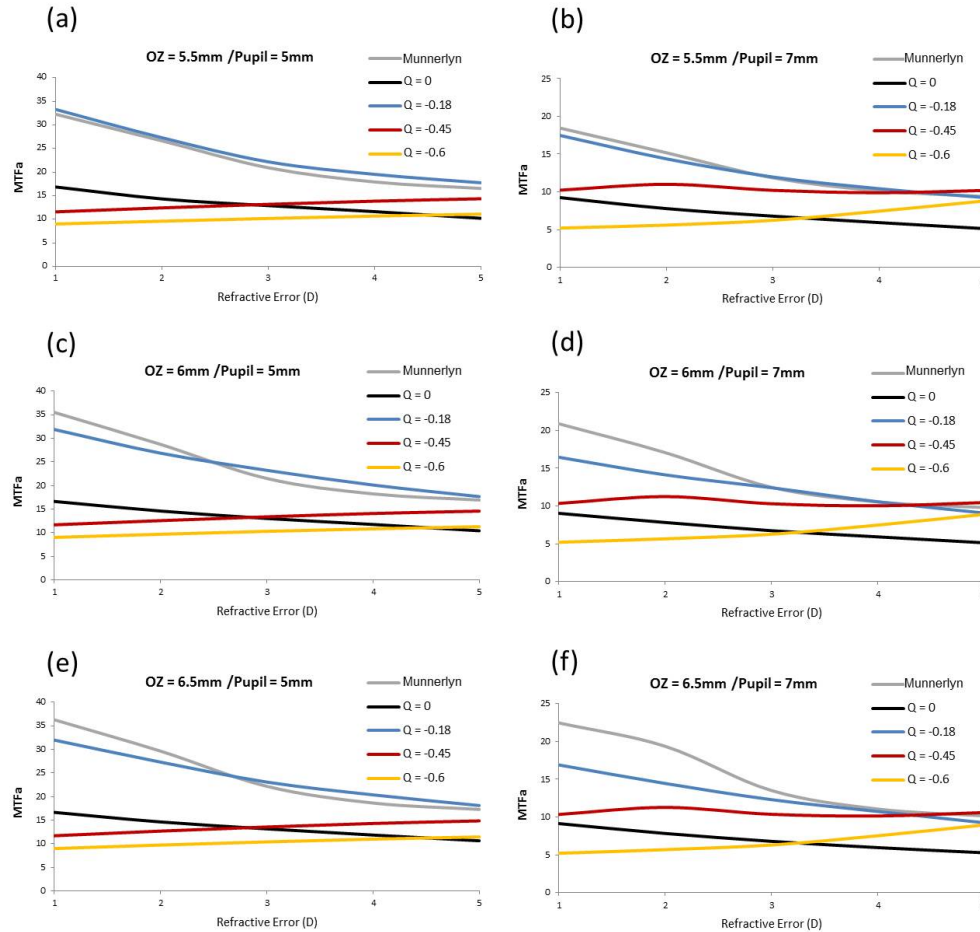 (a)
OZ = 5.5mm /Pupil = 5mm
Munnerlyn
Q = 0
Q = -0.18
Q = -0.45
Q = -0.6
MTFa
40
35
30
25
20
15
10
5
0
1 2 3 4 5
Refractive Error (D)
(b)
OZ = 5.5mm /Pupil = 7mm
Munnerlyn
Q = 0
Q = -0.18
Q = -0.45
Q = -0.6
MTFa
25
20
15
10
5
0
1 2 3 4
Refractive Error (D)
(c)
OZ = 6mm /Pupil = 5mm
Munnerlyn
Q = 0
Q = -0.18
Q = -0.45
Q = -0.6
MTFa
40
35
30
25
20
15
10
5
0
1 2 3 4 5
Refractive Error (D)
(d)
OZ = 6mm /Pupil = 7mm
Munnerlyn
Q = 0
Q = -0.18
Q = -0.45
Q = -0.6
MTFa
25
20
15
10
5
0
1 2 3 4
Refractive Error (D)
(e)
OZ = 6.5mm /Pupil = 5mm
Munnerlyn
Q = 0
Q = -0.18
Q = -0.45
Q = -0.6
MTFa
40
35
30
25
20
15
10
5
0
1 2 3 4 5
Refractive Error (D)
(f)
OZ = 6.5mm /Pupil = 7mm
Munnerlyn
Q = 0
Q = -0.18
Q = -0.45
Q = -0.6
MTFa
25
20
15
10
5
0
1 2 3 4
Refractive Error (D)